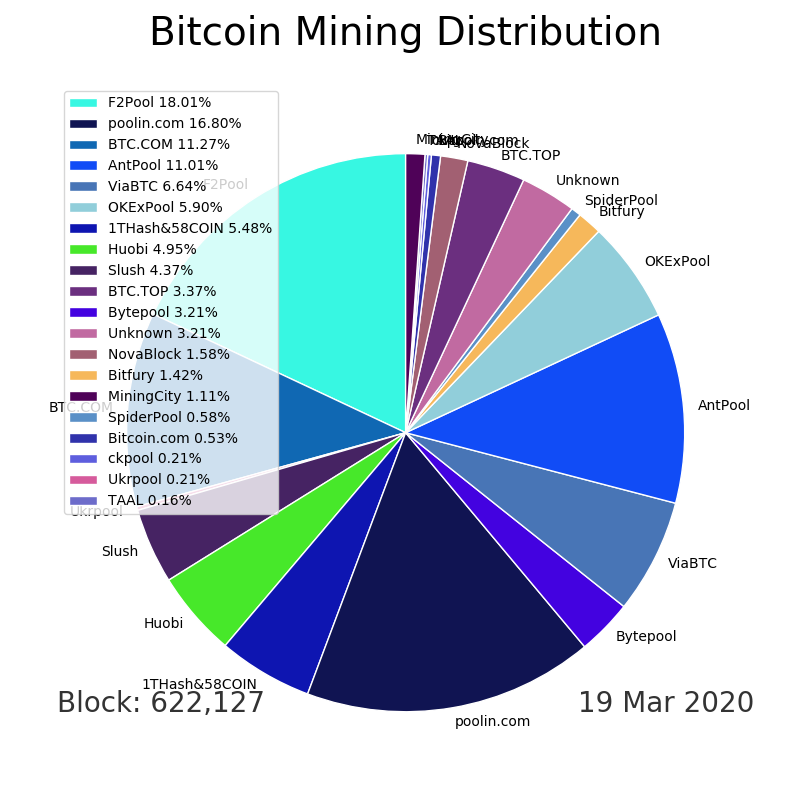 Bitcoin Mining Distribution
F2Pool 18.01%
poolin.com 16.80%
BTC.COM 11.27%
AntPool 11.01%
ViaBTC 6.64%
OKExPool 5.90%
1THash&58COIN 5.48%
Huobi 4.95%
Slush 4.37%
BTC.TOP 3.37%
Bytepool 3.21%
Unknown 3.21%
NovaBlock 1.58%
Bitfury 1.42%
MiningCity 1.11%
SpiderPool 0.58%
Bitcoin.com 0.53%
ckpool 0.21%
Ukrpool 0.21%
TAAL 0.16%
F2Pool
BTC.COM
Ukrpool
Slush
Huobi
1THash&58COIN
poolin.com
Bytepool
ViaBTC
AntPool
OKExPool
Bitfury
SpiderPool
Unknown
BTC.TOP
NovaBlock
MiningCity
Block: 622,127
19 Mar 2020